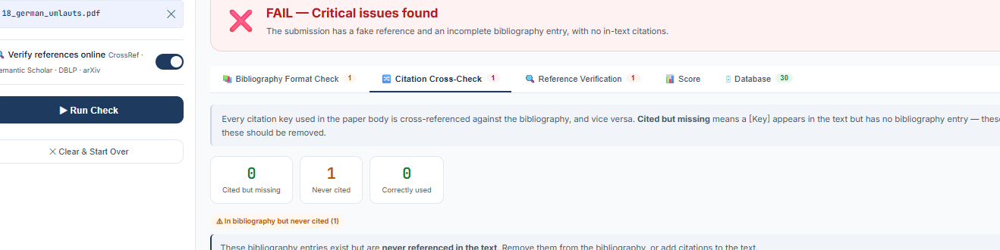 18_german_umlauts.pdf
Verify references online CrossRef ·
emantic Scholar · DBLP · arXiv
▶ Run Check
✕ Clear & Start Over
FAIL — Critical issues found
The submission has a fake reference and an incomplete bibliography entry, with no in-text citations.
Bibliography Format Check 1
Citation Cross-Check 1
Reference Verification 1
Score
Database 30
Every citation key used in the paper body is cross-referenced against the bibliography, and vice versa. Cited but missing means a [Key] appears in the text but has no bibliography entry — these
these should be removed.
0
Cited but missing
1
Never cited
0
Correctly used
⚠ In bibliography but never cited (1)
These bibliography entries exist but are never referenced in the text. Remove them from the bibliography, or add citations to the text.